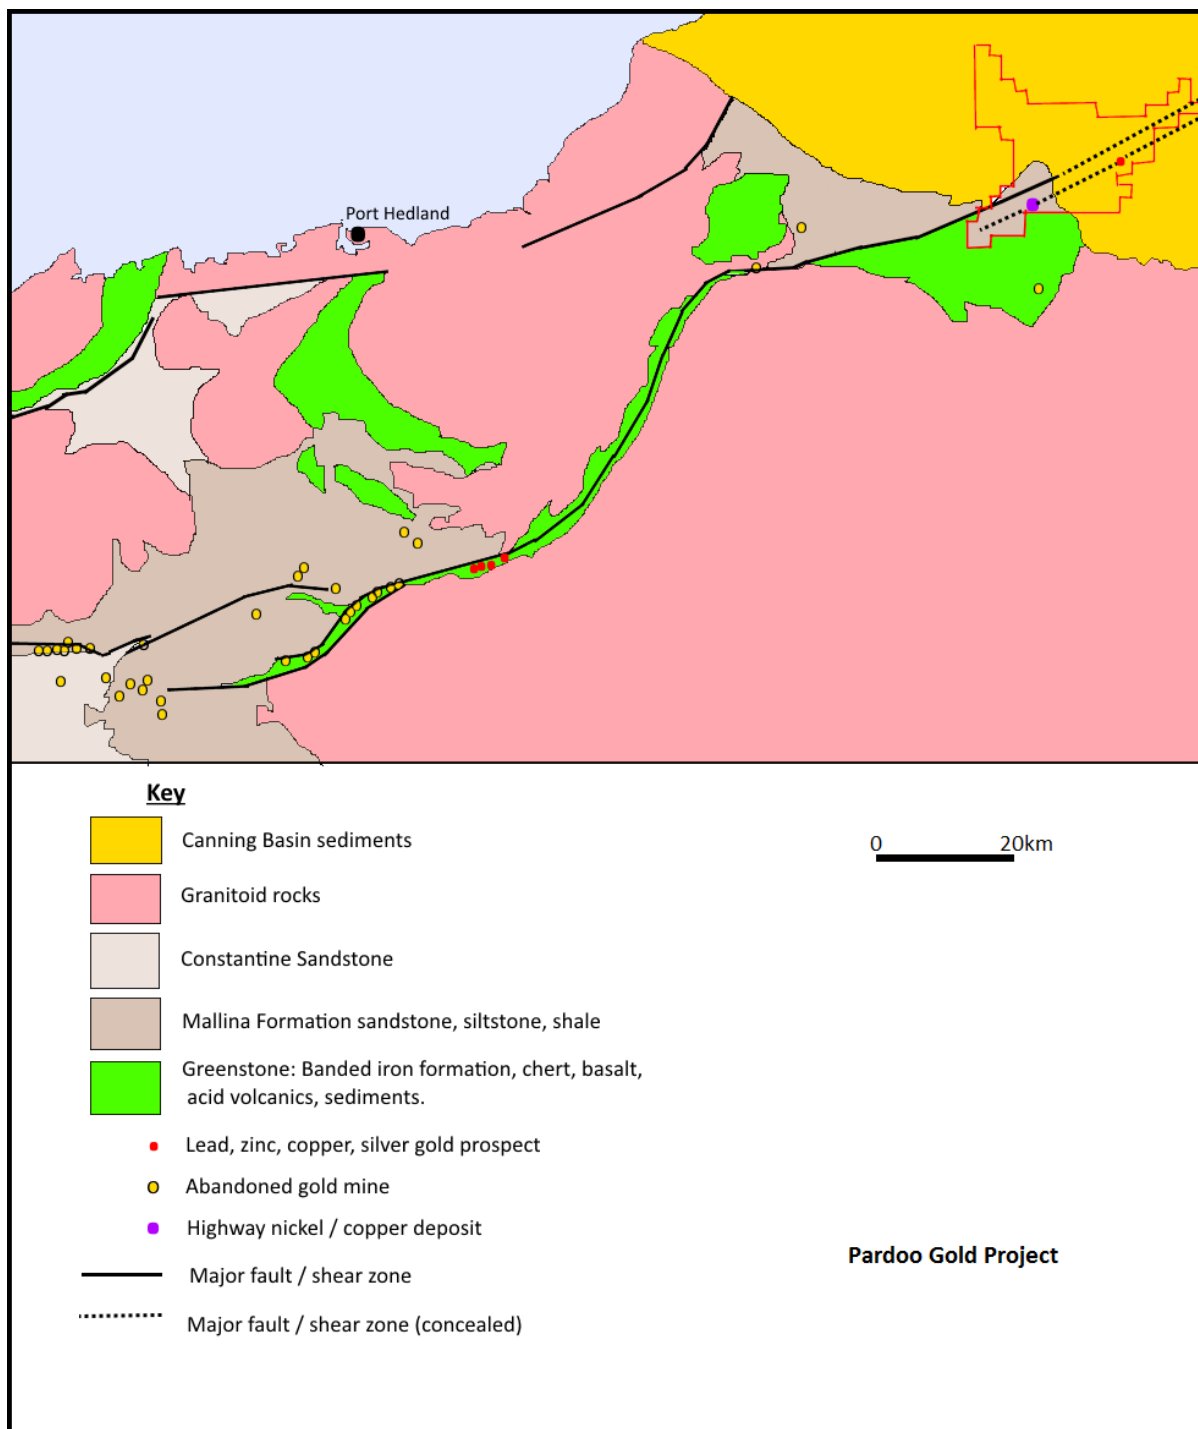 Port Hedland
Key
Canning Basin sediments
0 20km
Granitoid rocks
Constantine Sandstone
Mallina Formation sandstone, siltstone, shale
Greenstone: Banded iron formation, chert, basalt,
acid volcanics, sediments.
Lead, zinc, copper, silver gold prospect
Abandoned gold mine
Highway nickel / copper deposit
Pardoo Gold Project
Major fault / shear zone
Major fault / shear zone (concealed)